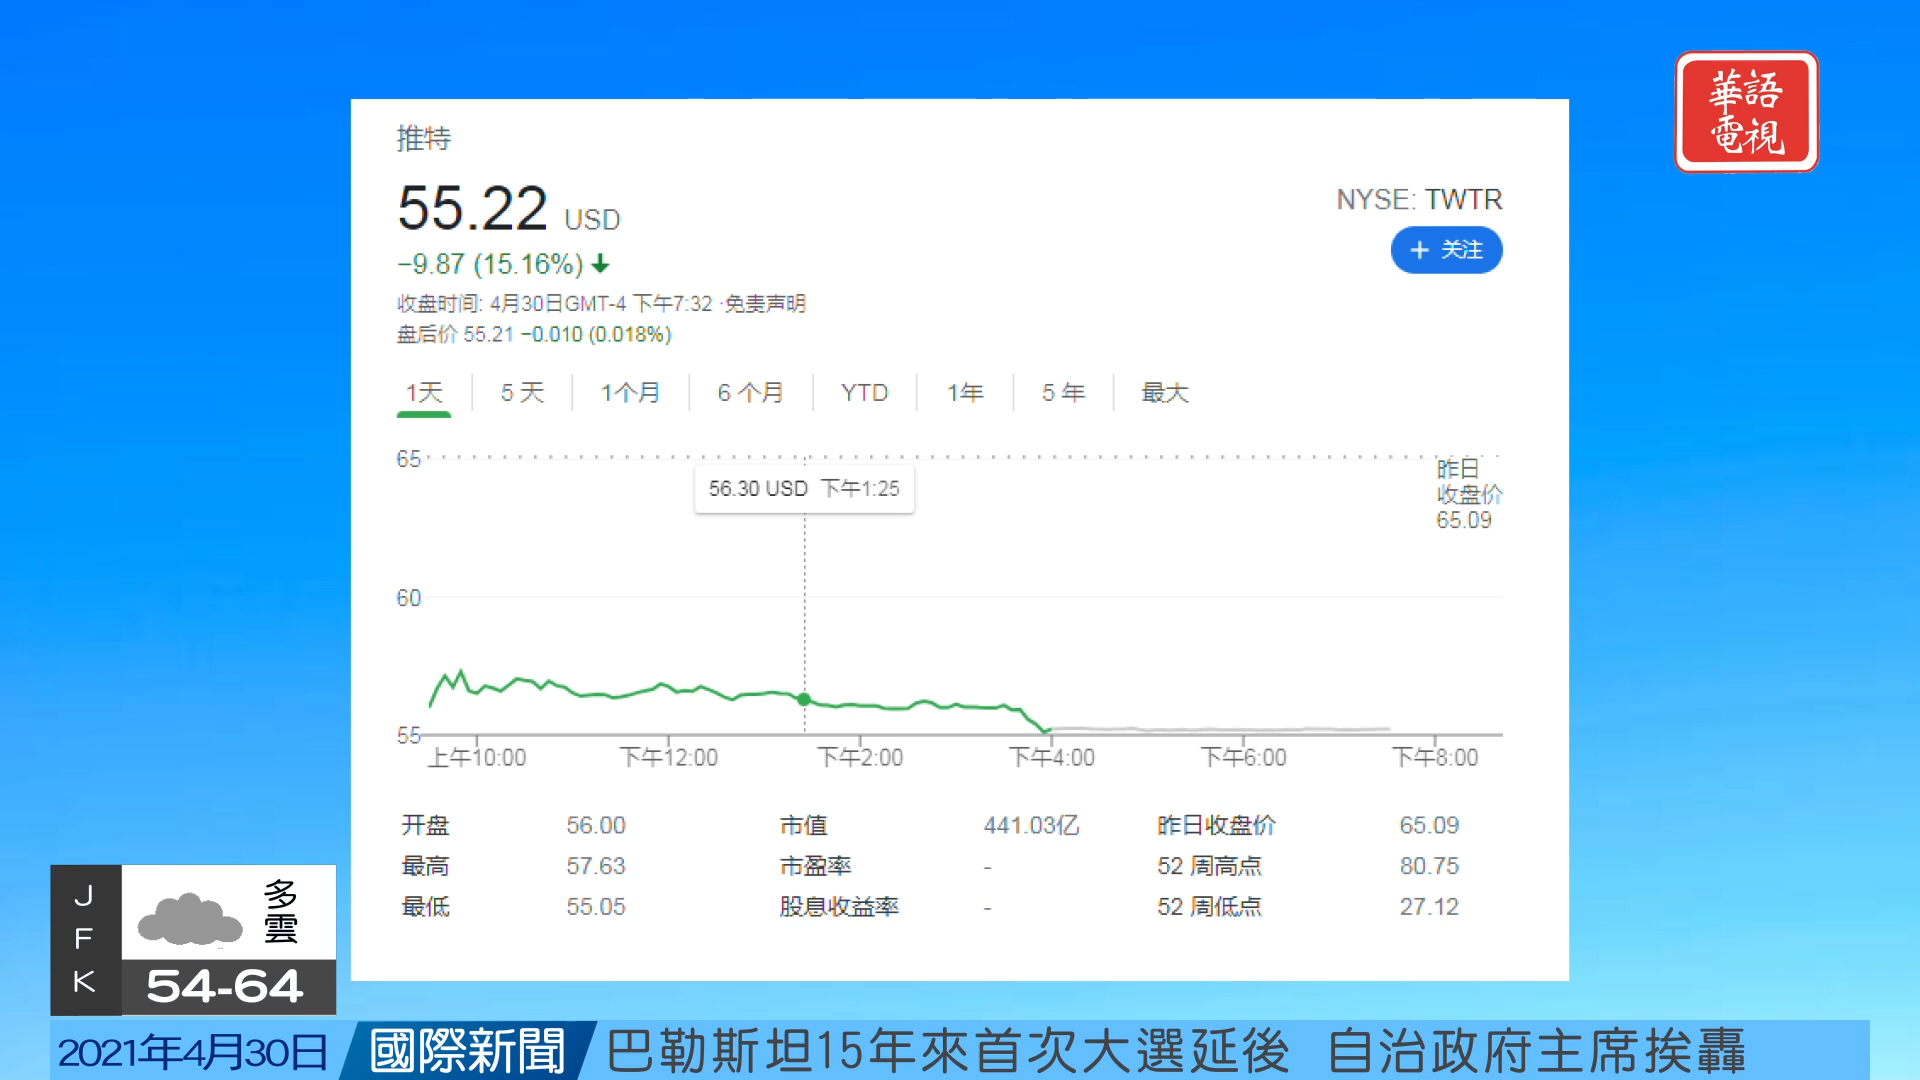 華語
電視
推特
55.22 USD
NYSE: TWTR
−9.87 (15.16%)
+ 关注
收盘时间: 4月30日GMT-4 下午7:32 ·免责声明
盘后价 55.21 −0.010 (0.018%)
1天 5 天 1个月 6 个月 YTD 1年 5 年 最大
65
56.30 USD 下午1:25
昨日
收盘价
65.09
60
55
上午10:00 下午12:00 下午2:00 下午4:00 下午6:00 下午8:00
开盘 56.00 市值 441.03亿 昨日收盘价 65.09
最高 57.63 市盈率 - 52 周高点 80.75
最低 55.05 股息收益率 - 52 周低点 27.12
JFK
多雲
54-64
2021年4月30日 國際新聞 巴勒斯坦15年來首次大選延後 自治政府主席挨轟